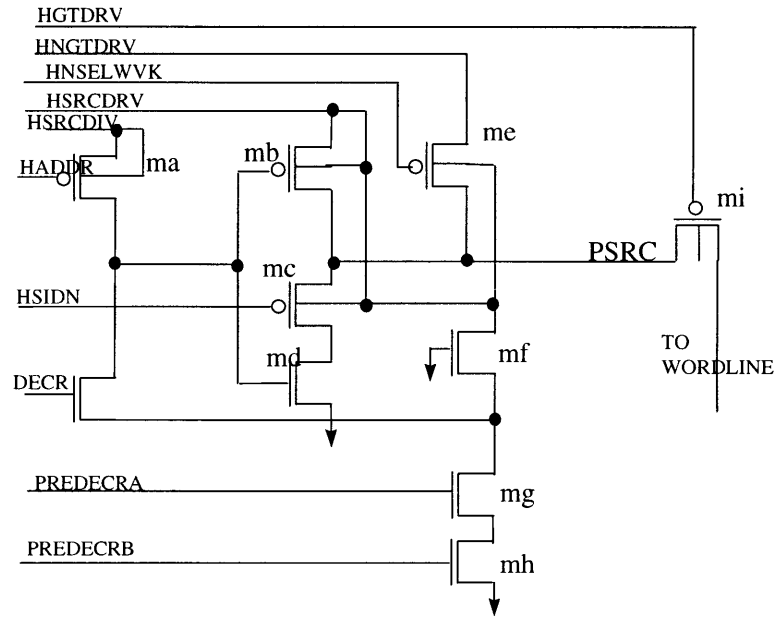 HGTDRV
HNGTDRV
HNSELWVK
HSRCDRV
HSRCDIV
me
mb
ma
HADDR
mi
PSRC
mc
HSIDN
mf
TO
WORDLINE
md
DECR
PREDECRA
mg
PREDECRB
mh